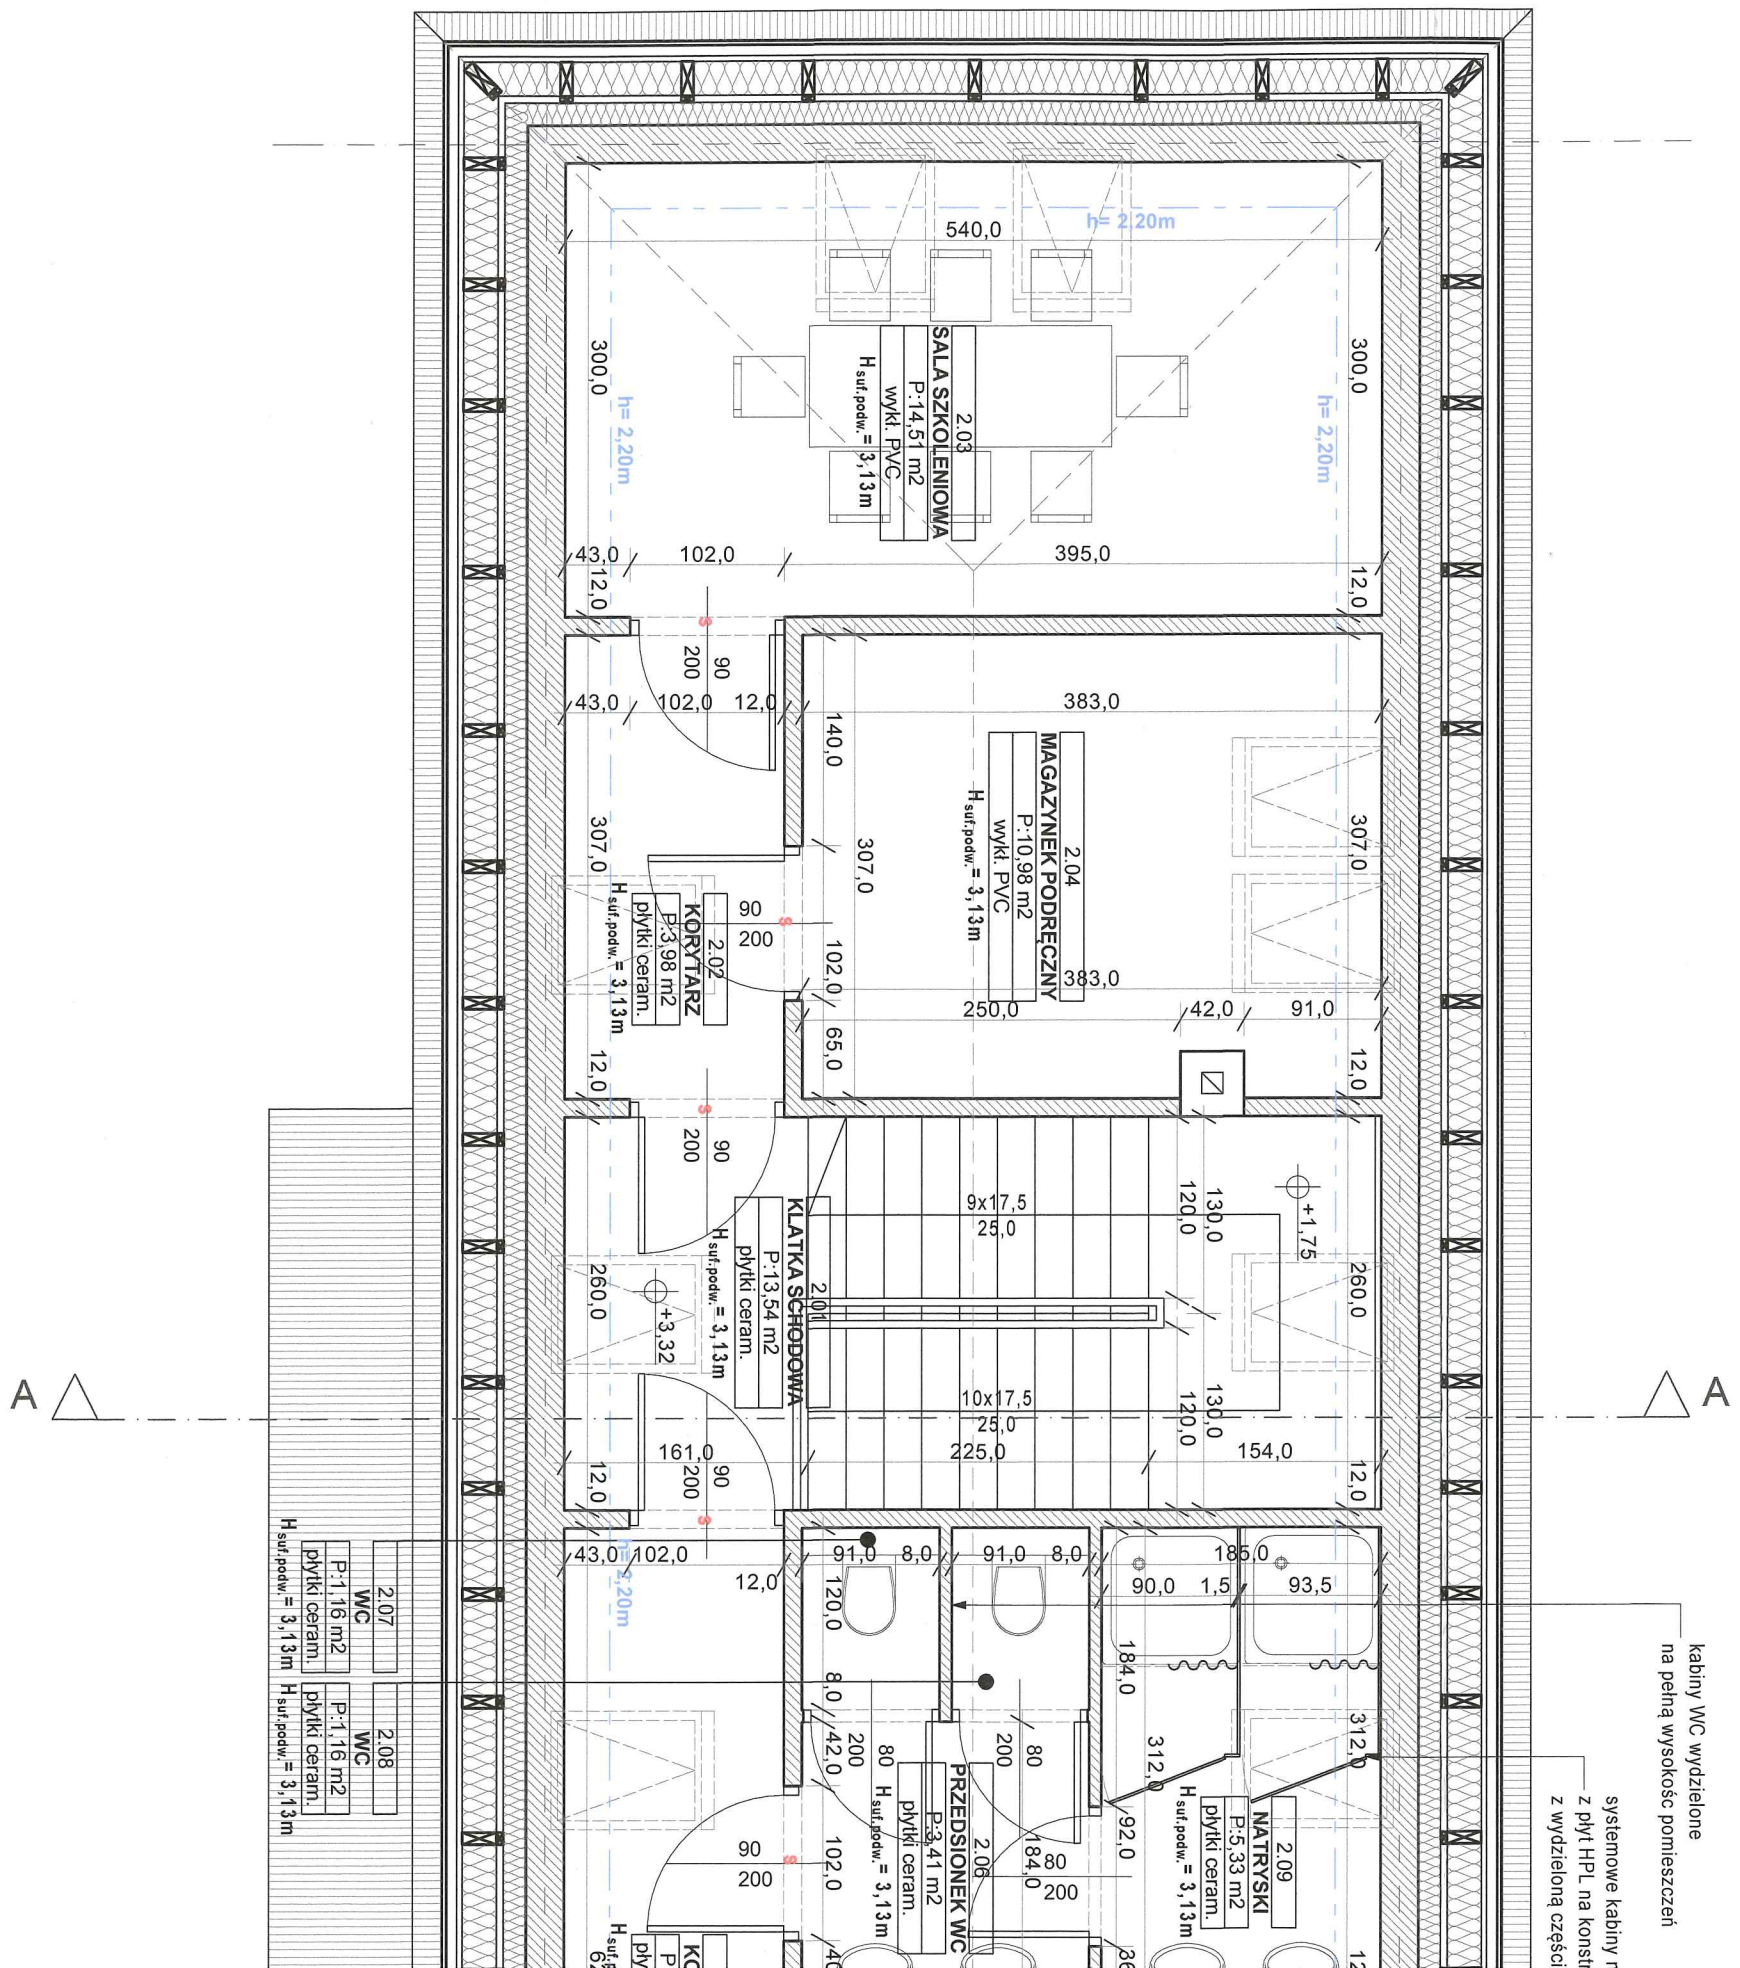 h= 2,20m
540,0
300,0
300,0
h= 2,20m
h= 2,20m
2.03
SALA SZKOLENIOWA
P:14,51 m2
wykł. PVC
H suf.podw. = 3,13m
43,0
102,0
395,0
12,0
12,0
s
90
200
43,0
102,0
12,0
383,0
140,0
307,0
307,0
307,0
2.04
MAGAZYNEK PODRĘCZNY
P:10,98 m2
wykł. PVC
H suf.podw. = 3,13m
90
200
s
102,0
2.02
KORYTARZ
P:3,98 m2
płytki ceram.
H suf.podw. = 3,13m
383,0
250,0
42,0
91,0
65,0
12,0
12,0
s
90
200
9x17,5
25,0
120,0
130,0
+1,75
2.01
KLATKA SCHODOWA
P:13,54 m2
płytki ceram.
H suf.podw. = 3,13m
260,0
260,0
+3,32
A
A
10x17,5
25,0
120,0
130,0
161,0
225,0
154,0
90
200
12,0
12,0
s
h= 2,20m
43,0
102,0
12,0
91,0
8,0
91,0
8,0
185,0
90,0
1,5
93,5
120,0
184,0
8,0
2.07
WC
P:1,16 m2
płytki ceram.
H suf.podw. = 3,13m
2.08
WC
P:1,16 m2
płytki ceram.
H suf.podw. = 3,13m
kabiny WC wydzielone
na pełną wysokośc pomieszczeń
systemowe kabiny
z płyt HPL na
z wydzieloną części
42,0
80
200
80
200
312,0
312,0
2.06
PRZEDSIONEK WC
P:3,41 m2
płytki ceram.
H suf.podw. = 3,13m
92,0
184,0
80
200
2.09
NATRYSKI
P:5,33 m2
płytki ceram.
H suf.podw. = 3,13m
90
200
s
102,0